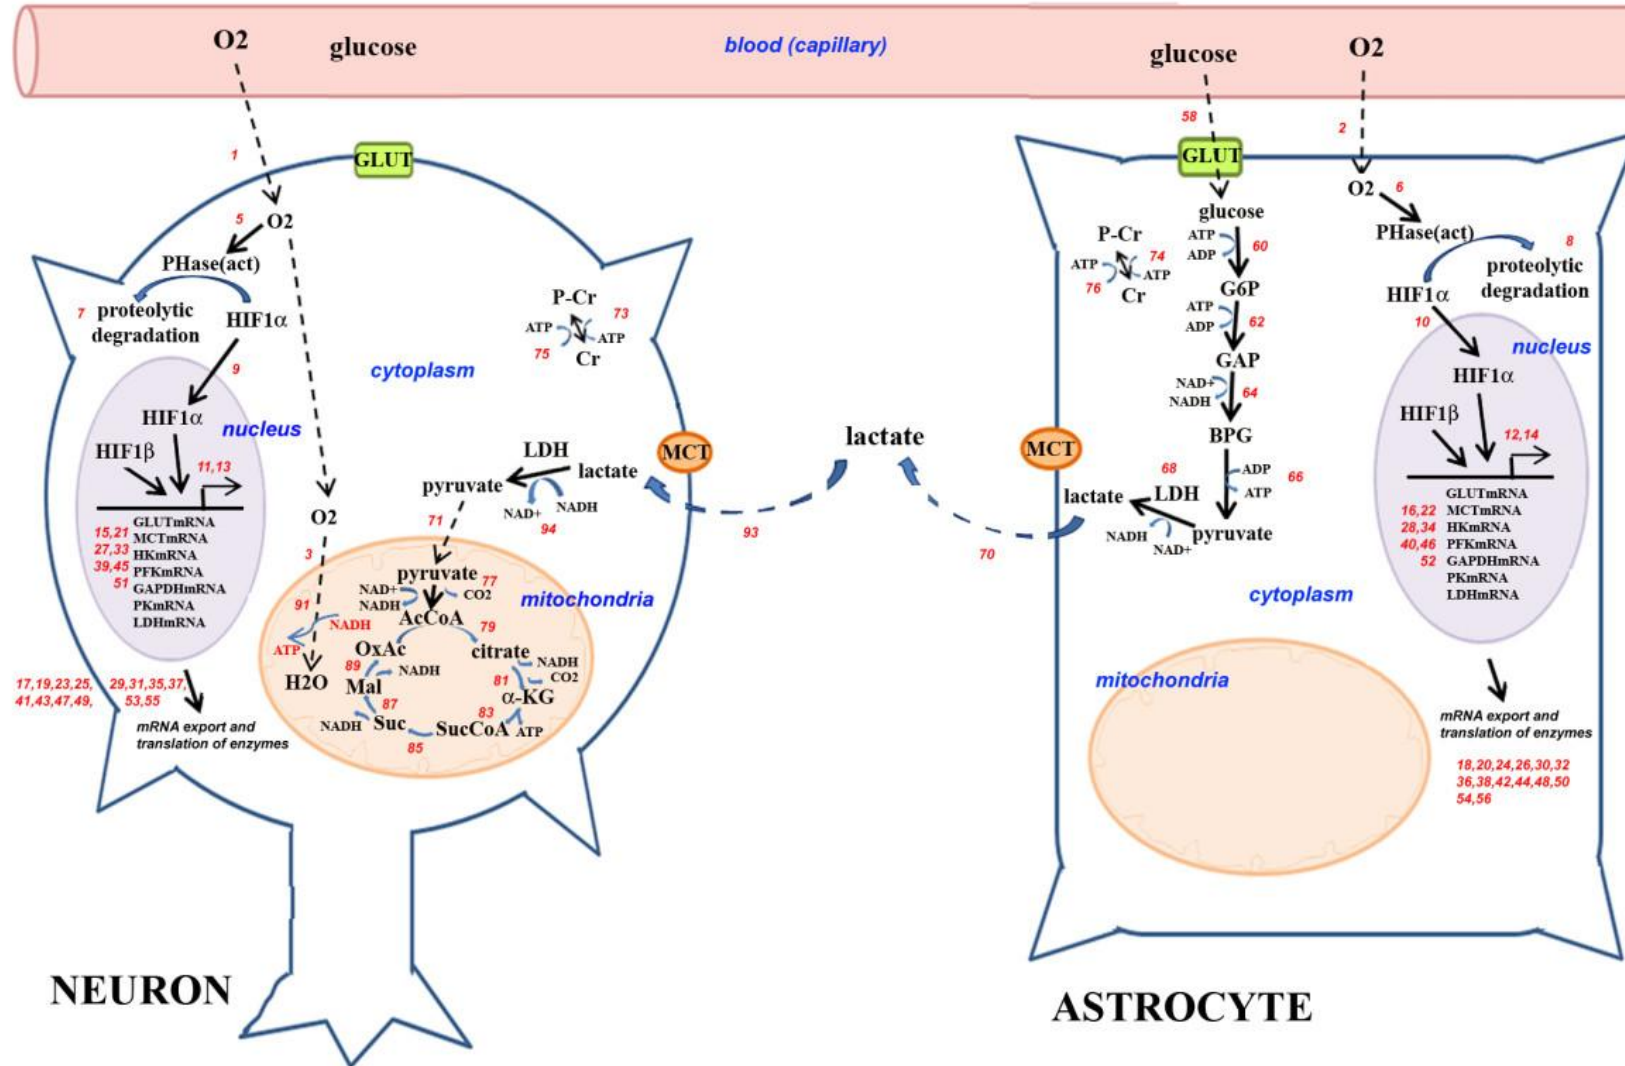 O2
glucose
blood (capillary)
glucose
O2
1
58
2
GLUT
GLUT
O2
5
PHase(act)
7
proteolytic
degradation
HIF1α
9
HIF1α
nucleus
HIF1β
11,13
GLUTmRNA
15,21
MCTmRNA
27,33
HKmRNA
39,45
PFKmRNA
51
GAPDHmRNA
PKmRNA
LDHmRNA
17,19,23,25,
41,43,47,49,
29,31,35,37,
53,55
mRNA export and
translation of enzymes
cytoplasm
P-Cr
73
ATP
ATP
75
Cr
LDH
lactate
pyruvate
NAD+
NADH
94
71
MCT
O2
3
91
NADH
ATP
H2O
pyruvate
77
NAD+
NADH
CO2
AcCoA
mitochondria
79
OxAc
citrate
89
NADH
NADH
CO2
81
Mal
α-KG
87
83
NADH
Suc
SucCoA
ATP
85
lactate
93
70
MCT
O2
6
PHase(act)
8
proteolytic
degradation
HIF1α
10
nucleus
HIF1α
HIF1β
12,14
GLUTmRNA
16,22
MCTmRNA
28,34
HKmRNA
40,46
PFKmRNA
52
GAPDHmRNA
PKmRNA
LDHmRNA
mRNA export and
translation of enzymes
18,20,24,26,30,32
36,38,42,44,48,50
54,56
glucose
ATP
ADP
60
G6P
ATP
ADP
62
GAP
NAD+
NADH
64
BPG
ADP
ATP
66
68
lactate
LDH
pyruvate
NADH
NAD+
P-Cr
74
ATP
ATP
76
Cr
cytoplasm
mitochondria
NEURON
ASTROCYTE